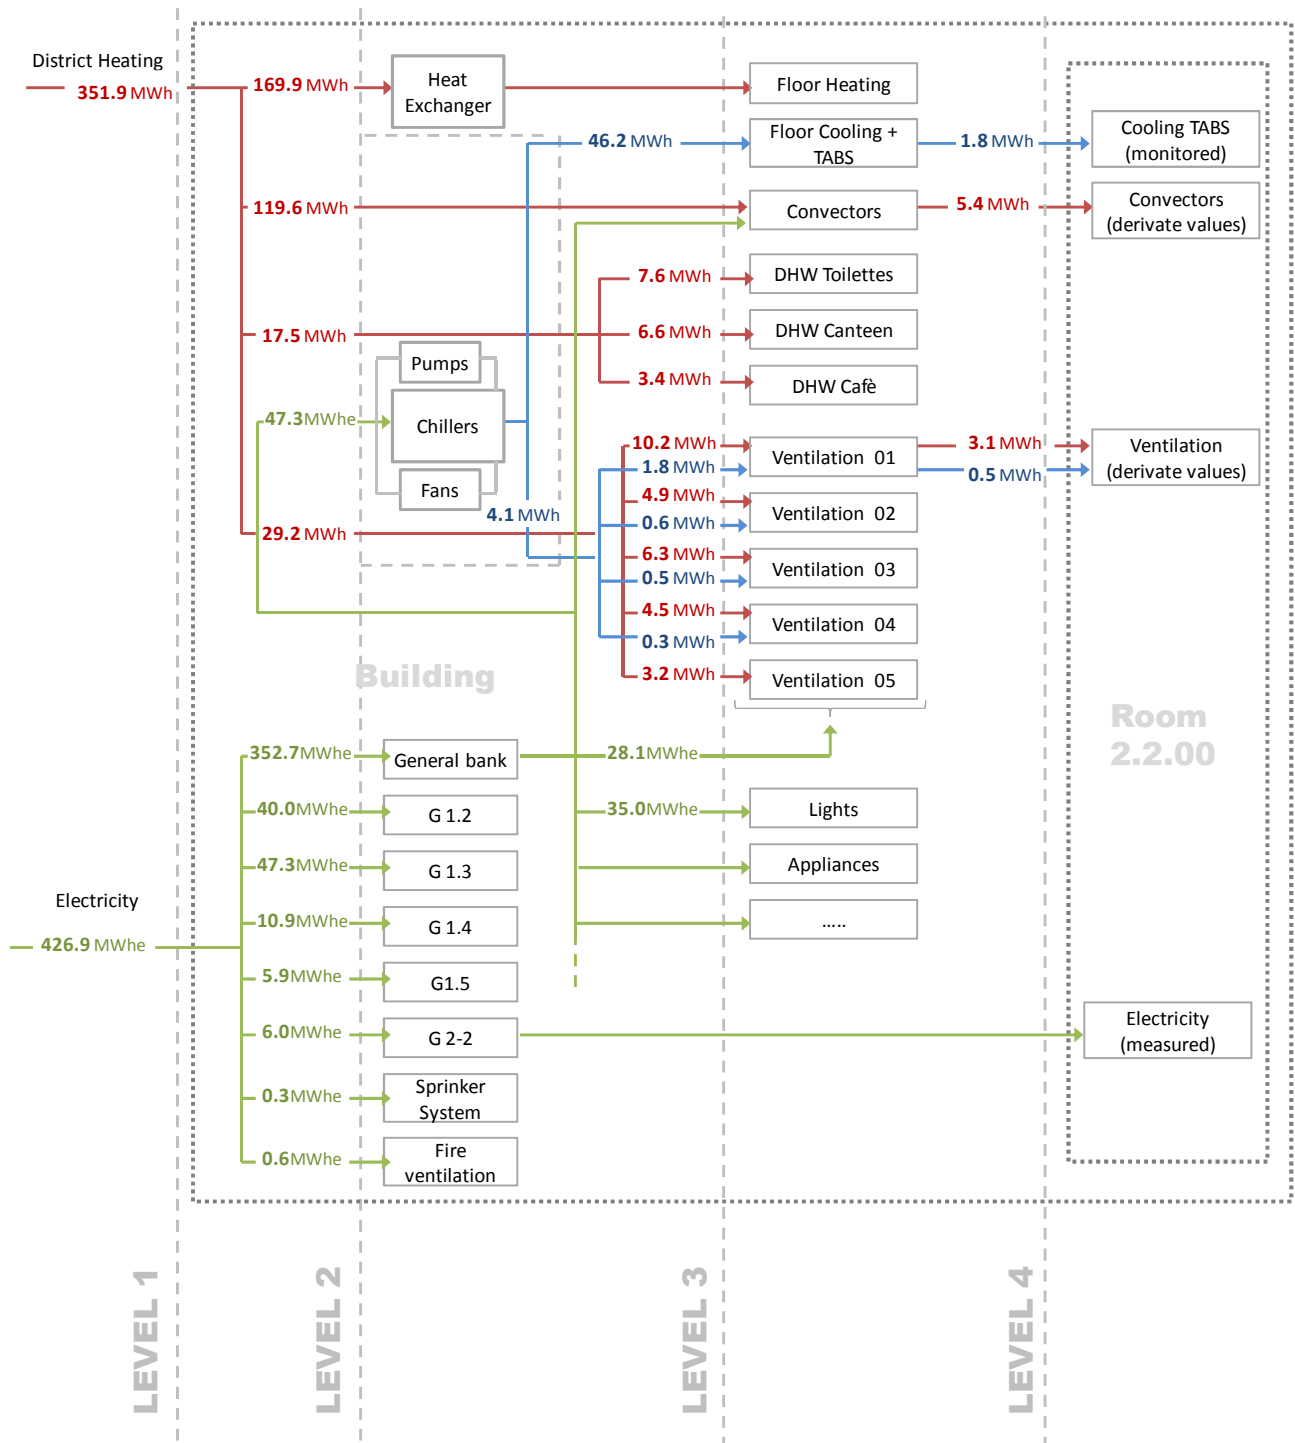 District Heating
351.9 MWh
169.9 MWh
Heat
Exchanger
Floor Heating
46.2 MWh
Floor Cooling +
TABS
1.8 MWh
Cooling TABS
(monitored)
119.6 MWh
Convectors
5.4 MWh
Convectors
(derivate values)
7.6 MWh
DHW Toilettes
17.5 MWh
6.6 MWh
DHW Canteen
3.4 MWh
DHW Cafè
Pumps
47.3MWhe
Chillers
Fans
4.1 MWh
29.2 MWh
10.2 MWh
1.8 MWh
Ventilation 01
3.1 MWh
0.5 MWh
Ventilation
(derivate values)
4.9 MWh
0.6 MWh
Ventilation 02
6.3 MWh
0.5 MWh
Ventilation 03
4.5 MWh
0.3 MWh
Ventilation 04
3.2 MWh
Ventilation 05
Building
Room
2.2.00
352.7MWhe
General bank
28.1MWhe
40.0MWhe
G 1.2
35.0MWhe
Lights
47.3MWhe
G 1.3
Appliances
Electricity
426.9 MWhe
10.9MWhe
G 1.4
.....
5.9MWhe
G1.5
6.0MWhe
G 2-2
Electricity
(measured)
0.3MWhe
Sprinker
System
0.6MWhe
Fire
ventilation
LEVEL 1
LEVEL 2
LEVEL 3
LEVEL 4